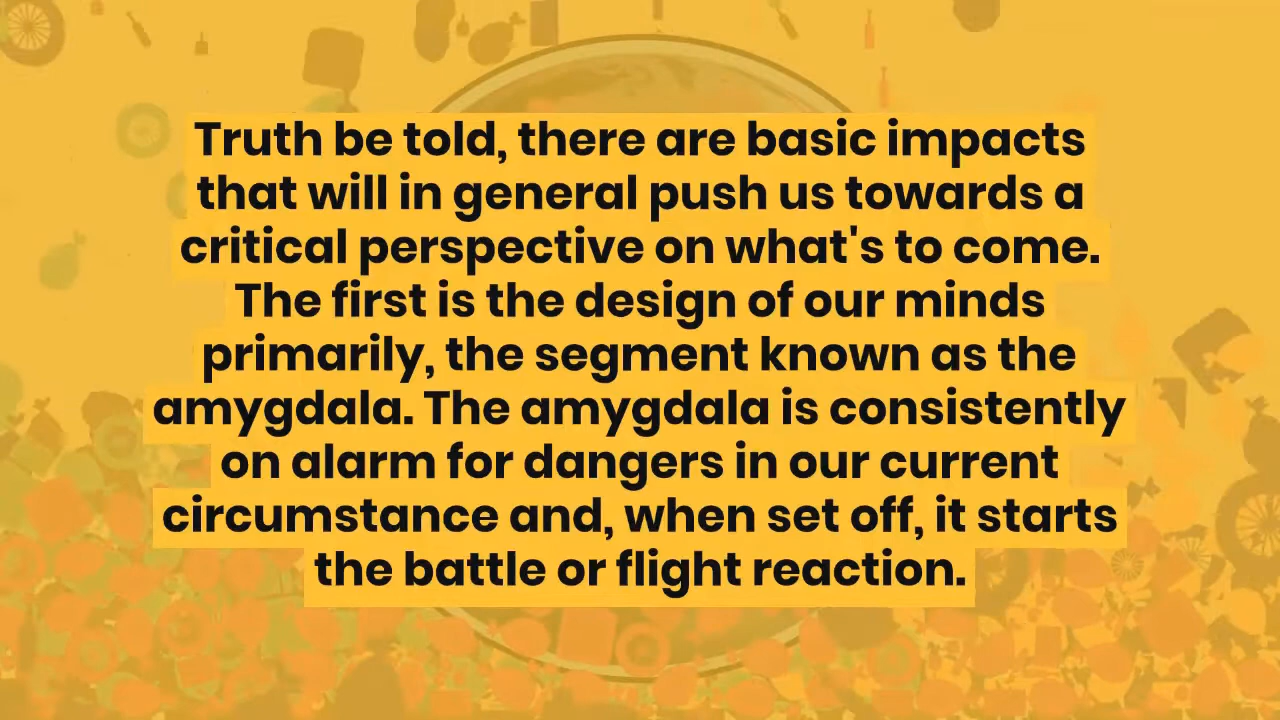 Truth be told, there are basic impacts
that will in general push us towards a
critical perspective on what's to come.
The first is the design of our minds
primarily, the segment known as the
amygdala. The amygdala is consistently
on alarm for dangers in our current
circumstance and, when set off, it starts
the battle or flight reaction.